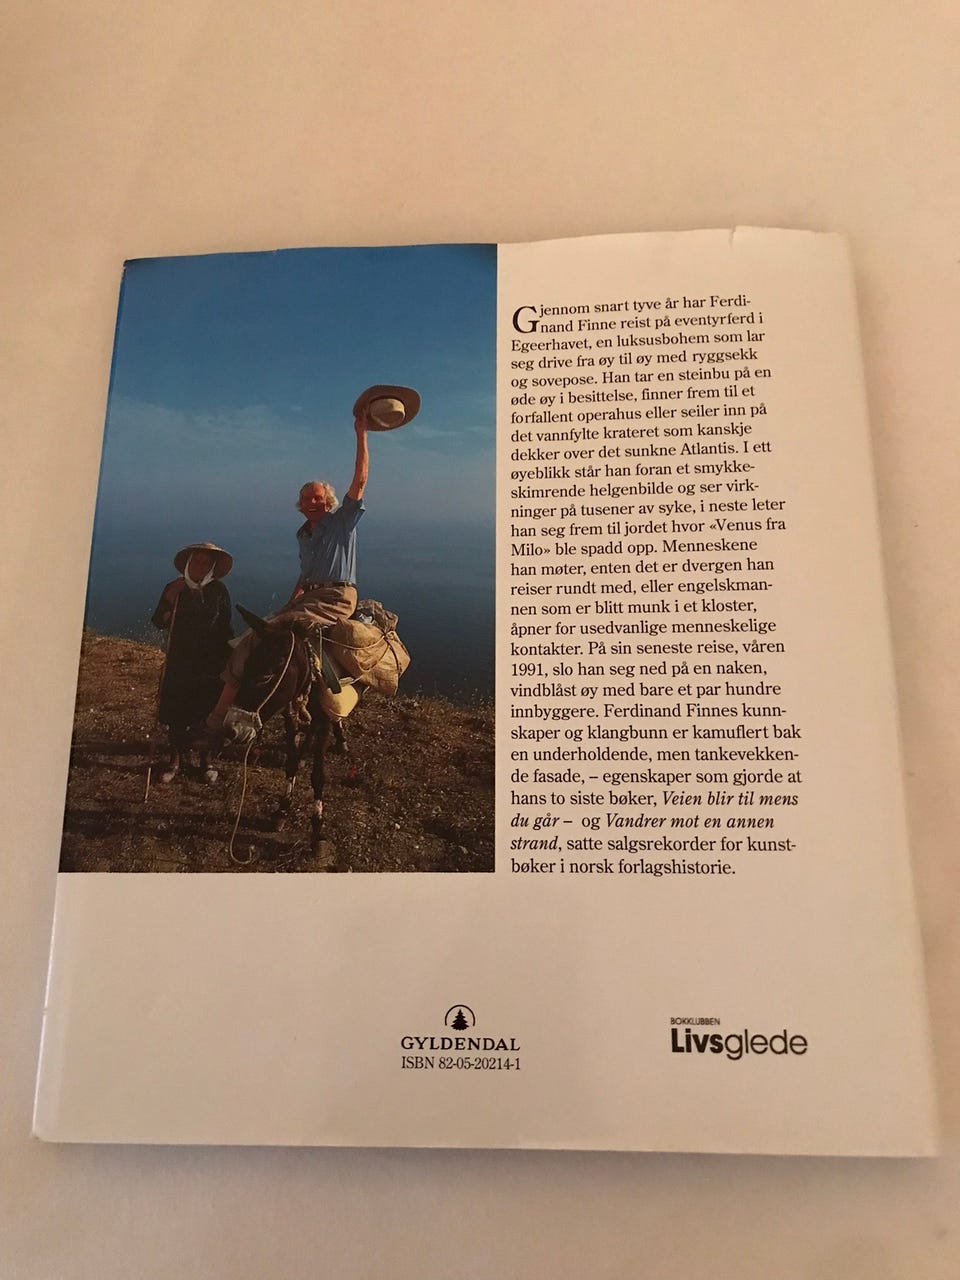 Gjennom snart tyve år har Ferdi-
nand Finne reist på eventyrferd i
Egeerhavet, en luksusbohem som lar
seg drive fra øy til øy med ryggsekk
og sovepose. Han tar en steinbu på en
øde øy i besittelse, finner frem til et
forfallent operahus eller seiler inn på
det vannfylte krateret som kanskje
dekker over det sunkne Atlantis. I ett
øyeblikk står han foran et smykke-
skimrende helgenbilde og ser virk-
ninger på tusener av syke, i neste leter
han seg frem til jordet hvor «Venus fra
Milo» ble spadd opp. Menneskene
han møter, enten det er dvergen han
reiser rundt med, eller engelskman-
nen som er blitt munk i et kloster,
åpner for usedvanlige menneskelige
kontakter. På sin seneste reise, våren
1991, slo han seg ned på en naken,
vindblåst øy med bare et par hundre
innbyggere. Ferdinand Finnes kunn-
skaper og klangbunn er kamuflert bak
en underholdende, men tankevekken-
de fasade, – egenskaper som gjorde at
hans to siste bøker, Veien blir til mens
du går – og Vandrer mot en annen
strand, satte salgsrekorder for kunst-
bøker i norsk forlagshistorie.
GYLDENDAL
ISBN 82-05-20214-1
BOKKLUBBEN
Livsglede